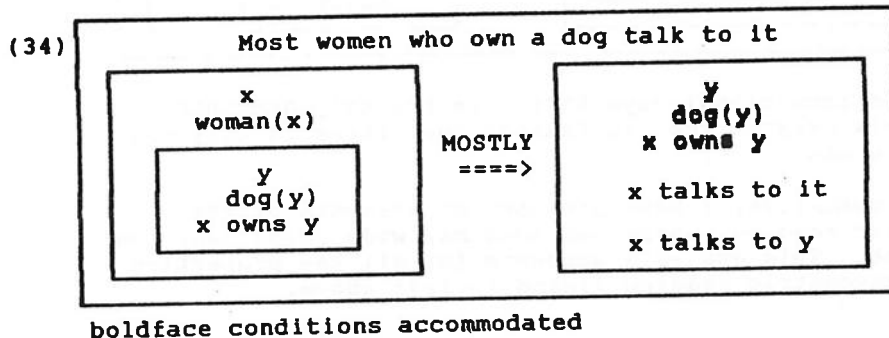 (34) Most women who own a dog talk to it
x
woman(x)
y
dog(y)
x owns y
MOSTLY
====>
y
dog(y)
x owns y
x talks to it
x talks to y
boldface conditions accommodated